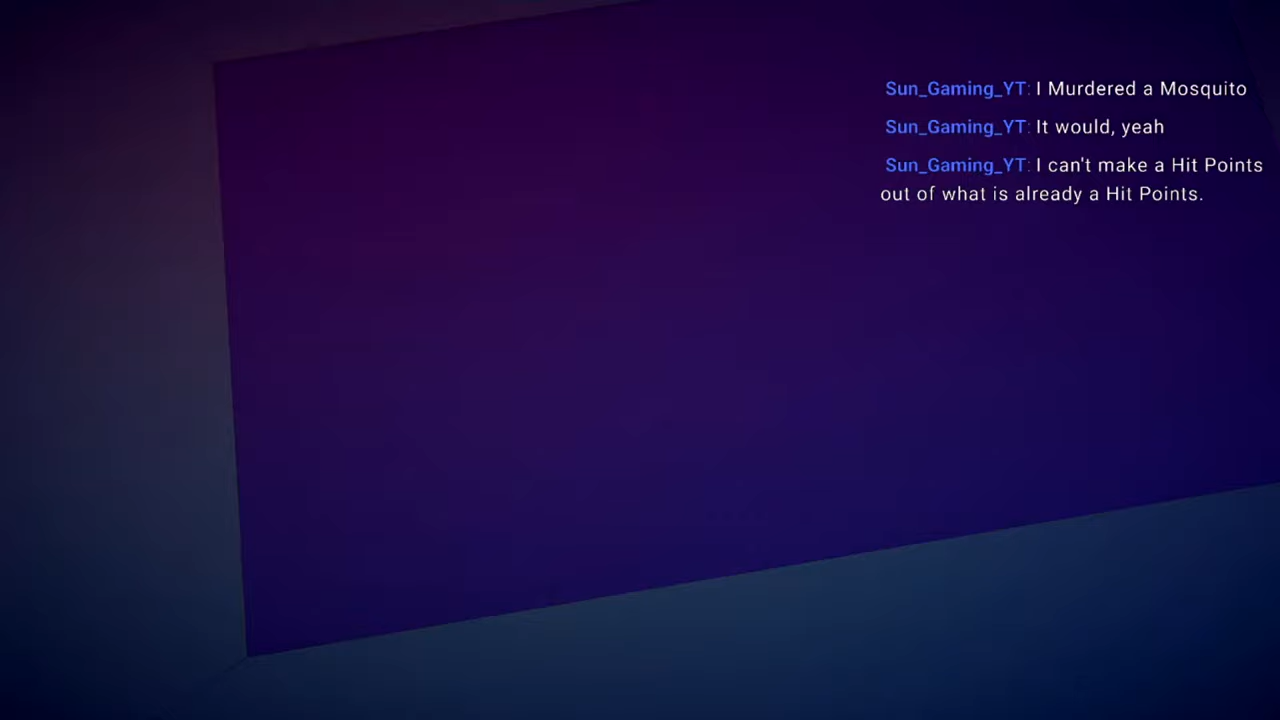 Sun_Gaming_YT: I Murdered a Mosquito
Sun_Gaming_YT: It would, yeah
Sun_Gaming_YT: I can't make a Hit Points
out of what is already a Hit Points.